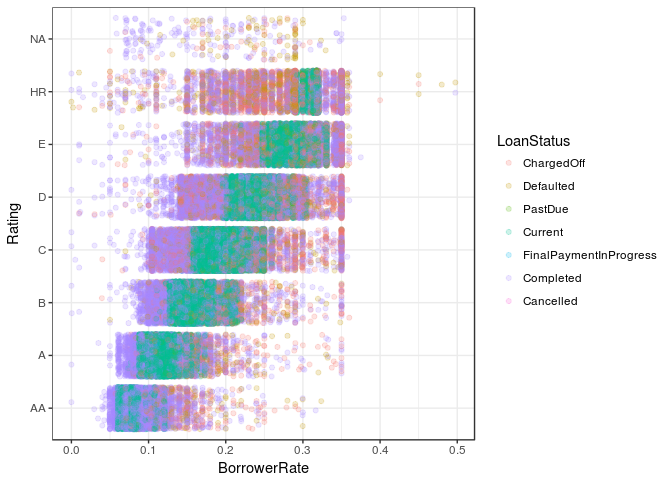 NA
HR
E
D
C
B
A
AA
Rating
0.0 0.1 0.2 0.3 0.4 0.5
BorrowerRate
LoanStatus
ChargedOff
Defaulted
PastDue
Current
FinalPaymentInProgress
Completed
Cancelled